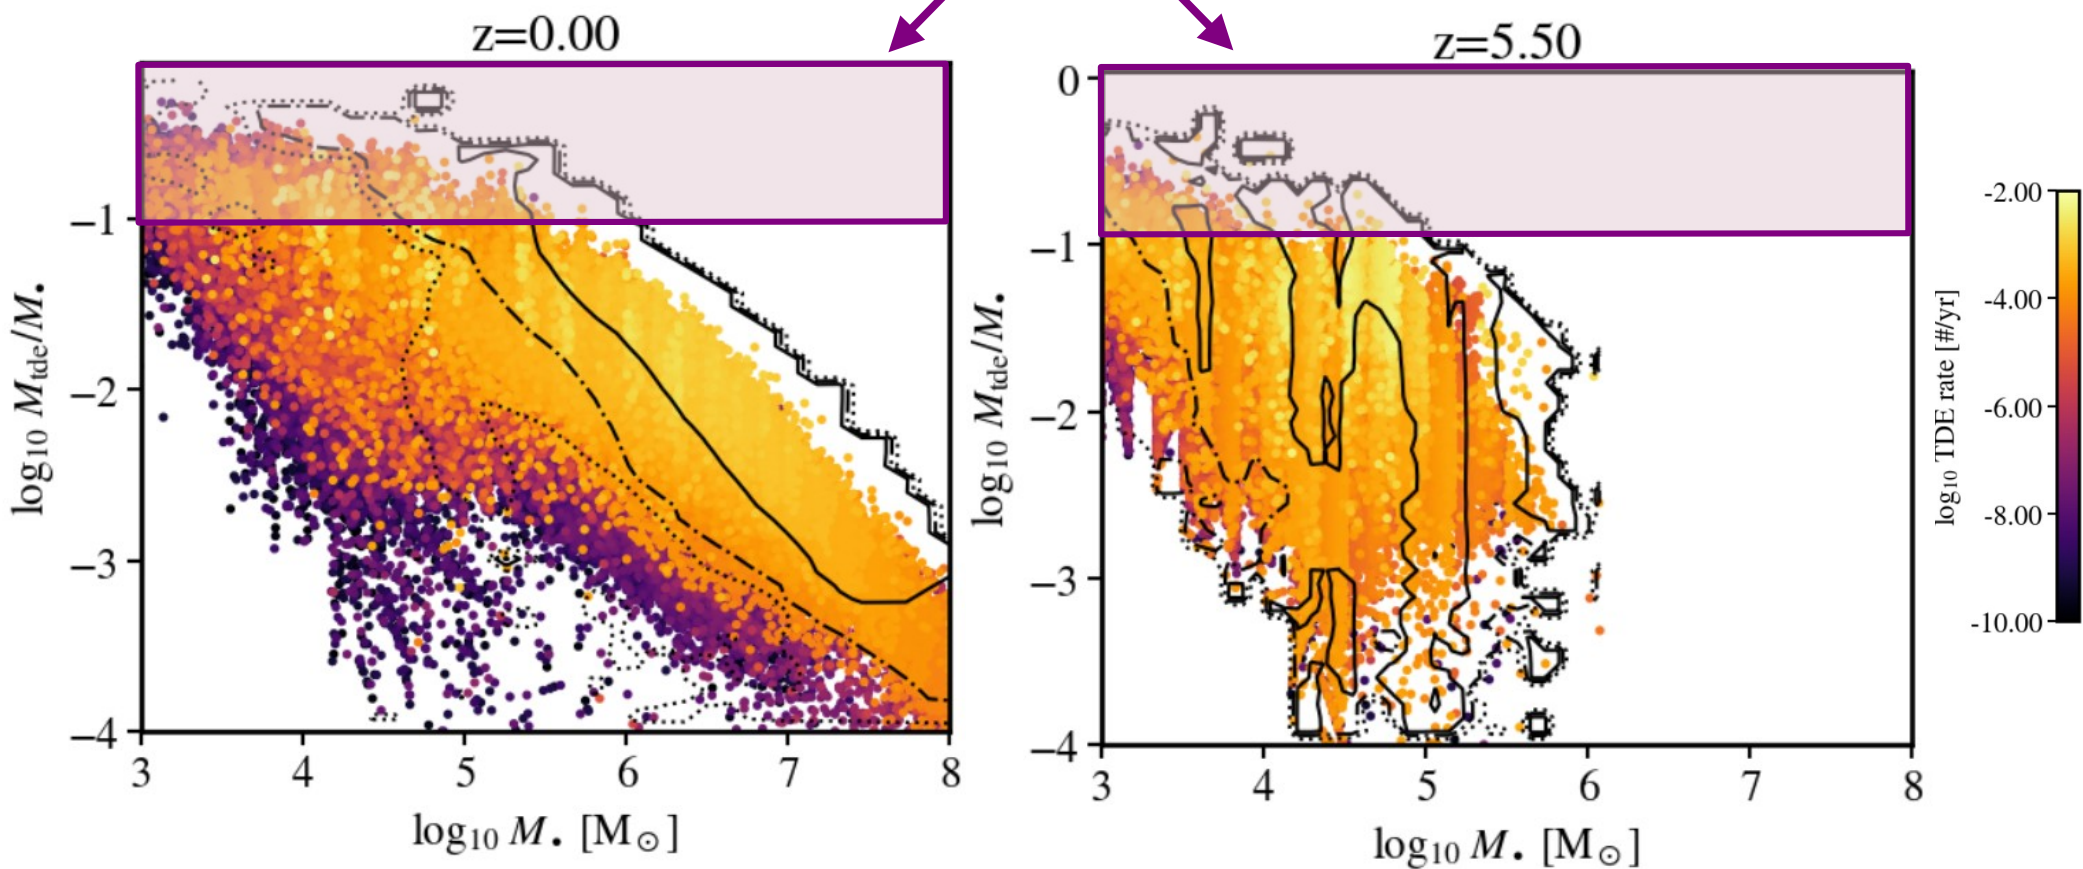 z=0.00
z=5.50
−1
−2
−3
−4
3 4 5 6 7 8
log₁₀ M• [M☉]
log₁₀ Mtde/M•
0
−1
−2
−3
−4
3 4 5 6 7 8
log₁₀ M• [M☉]
log₁₀ Mtde/M•
-2.00
-4.00
-6.00
-8.00
-10.00
log₁₀ TDE rate [#/yr]